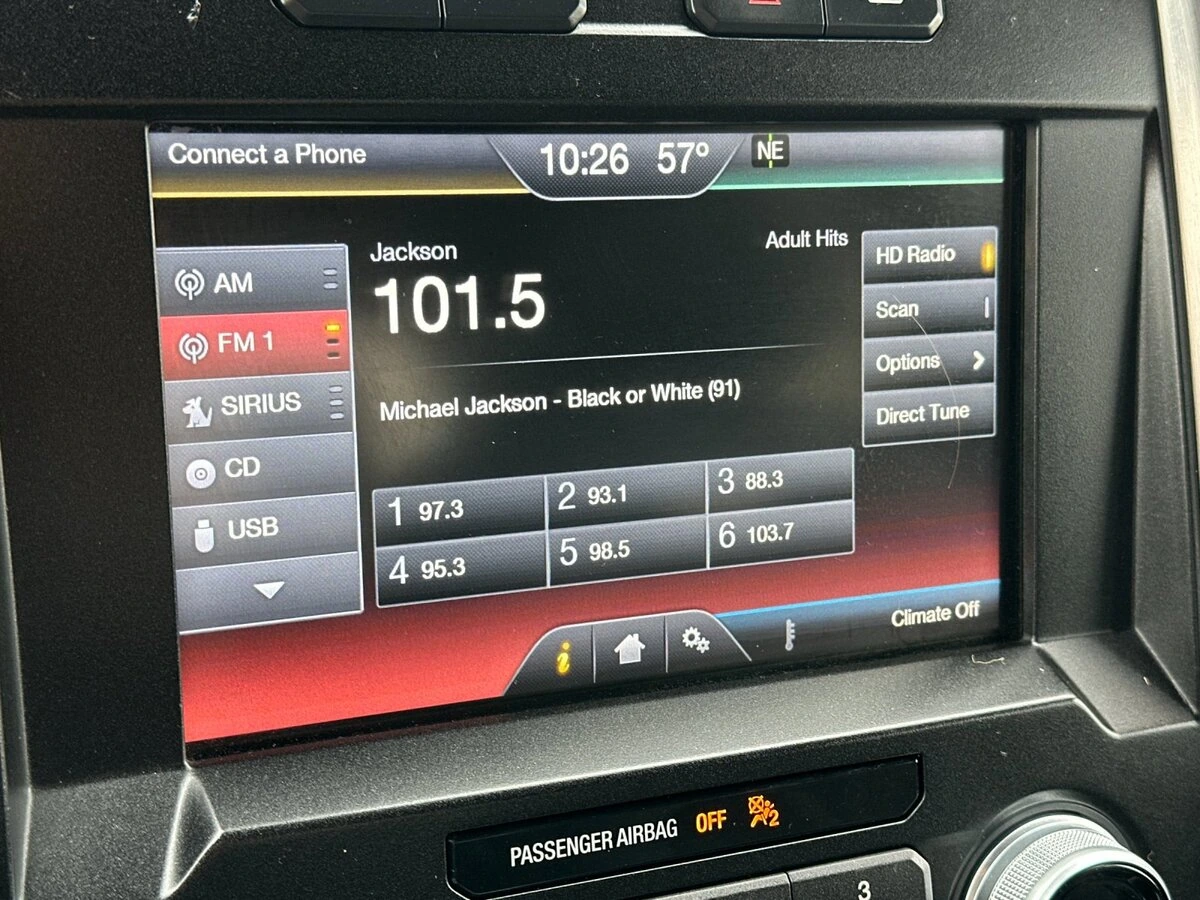 Connect a Phone
10:26 57º
NE
Jackson
Adult Hits
101.5
Michael Jackson - Black or White (91)
AM
FM 1
SIRIUS
CD
USB
HD Radio
Scan
Options
Direct Tune
1 97.3
2 93.1
3 88.3
4 95.3
5 98.5
6 103.7
i
Climate Off
PASSENGER AIRBAG OFF 2
3